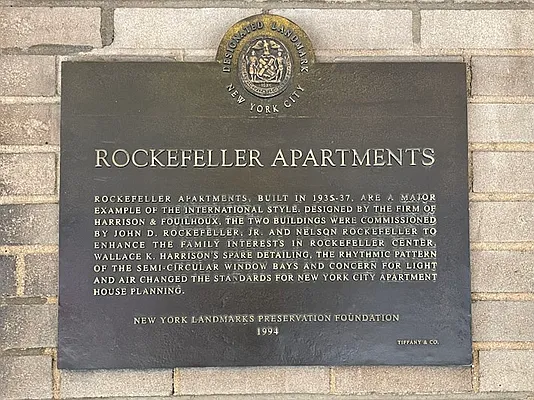 DESIGNATED LANDMARK
NEW YORK CITY
ROCKEFELLER APARTMENTS
ROCKEFELLER APARTMENTS, BUILT IN 1935-37, ARE A MAJOR
EXAMPLE OF THE INTERNATIONAL STYLE. DESIGNED BY THE FIRM OF
HARRISON & FOUILHOUX, THE TWO BUILDINGS WERE COMMISSIONED
BY JOHN D. ROCKEFELLER, JR. AND NELSON ROCKEFELLER TO
ENHANCE THE FAMILY INTERESTS IN ROCKEFELLER CENTER.
WALLACE K. HARRISON'S SPARE DETAILING, THE RHYTHMIC PATTERN
OF THE SEMI-CIRCULAR WINDOW BAYS AND CONCERN FOR LIGHT
AND AIR CHANGED THE STANDARDS FOR NEW YORK CITY APARTMENT
HOUSE PLANNING.
NEW YORK LANDMARKS PRESERVATION FOUNDATION
1994
TIFFANY & CO.